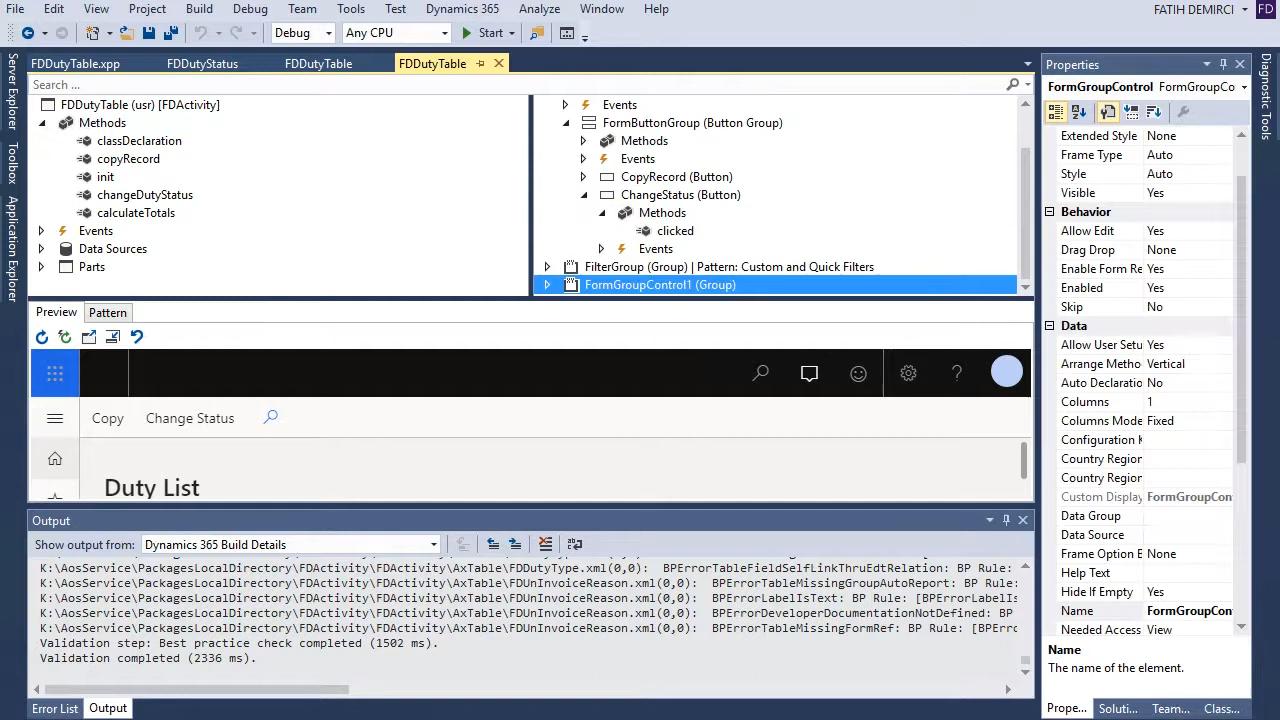 File Edit View Project Build Debug Team Tools Test Dynamics 365 Analyze Window Help FATIH DEMIRCI FD
Debug Any CPU Start
FDDutyTable.xpp FDDutyStatus FDDutyTable FDDutyTable
Search ...
FDDutyTable (usr) [FDActivity]
Methods
classDeclaration
copyRecord
init
changeDutyStatus
calculateTotals
Events
Data Sources
Parts
Events
FormButtonGroup (Button Group)
Methods
Events
CopyRecord (Button)
ChangeStatus (Button)
Methods
clicked
Events
FilterGroup (Group) | Pattern: Custom and Quick Filters
FormGroupControl1 (Group)
Preview Pattern
Copy Change Status
Duty List
Output
Show output from: Dynamics 365 Build Details
K:\AosService\PackagesLocalDirectory\FDActivity\FDActivity\AxTable\FDDutyType.xml(0,0): BPErrorTableFieldSelfLinkThruEdtRelation: BP Rule:
K:\AosService\PackagesLocalDirectory\FDActivity\FDActivity\AxTable\FDUnInvoiceReason.xml(0,0): BPErrorTableMissingGroupAutoReport: BP Rule:
K:\AosService\PackagesLocalDirectory\FDActivity\FDActivity\AxTable\FDUnInvoiceReason.xml(0,0): BPErrorLabelIsText: BP Rule: [BPErrorLabelIs
K:\AosService\PackagesLocalDirectory\FDActivity\FDActivity\AxTable\FDUnInvoiceReason.xml(0,0): BPErrorDeveloperDocumentationNotDefined: BP
K:\AosService\PackagesLocalDirectory\FDActivity\FDActivity\AxTable\FDUnInvoiceReason.xml(0,0): BPErrorTableMissingFormRef: BP Rule: [BPErro
Validation step: Best practice check completed (1502 ms).
Validation completed (2336 ms).
Error List Output
Server Explorer
Toolbox
Application Explorer
Properties
FormGroupControl FormGroupCo
Extended Style None
Frame Type Auto
Style Auto
Visible Yes
Behavior
Allow Edit Yes
Drag Drop None
Enable Form Re Yes
Enabled Yes
Skip No
Data
Allow User Setu Yes
Arrange Metho Vertical
Auto Declaratio No
Columns 1
Columns Mode Fixed
Configuration K
Country Region
Country Region
Custom Display FormGroupCon
Data Group
Data Source
Frame Option B None
Help Text
Hide If Empty Yes
Name FormGroupCon
Needed Access View
Name
The name of the element.
Prope... Soluti... Team... Class...
Diagnostic Tools